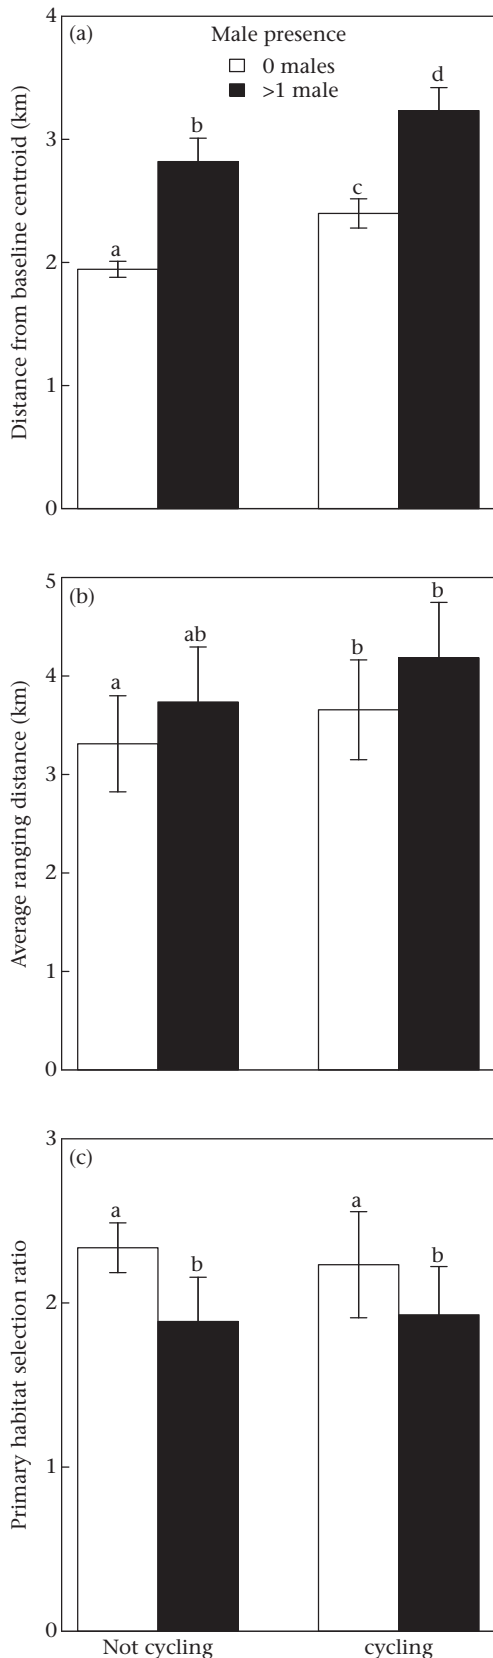 (a)
Male presence
0 males
>1 male
a
b
c
d
4
3
2
1
0
Distance from baseline centroid (km)
(b)
a
ab
b
b
5
4
3
2
1
0
Average ranging distance (km)
(c)
a
b
a
b
3
2
1
0
Primary habitat selection ratio
Not cycling
cycling